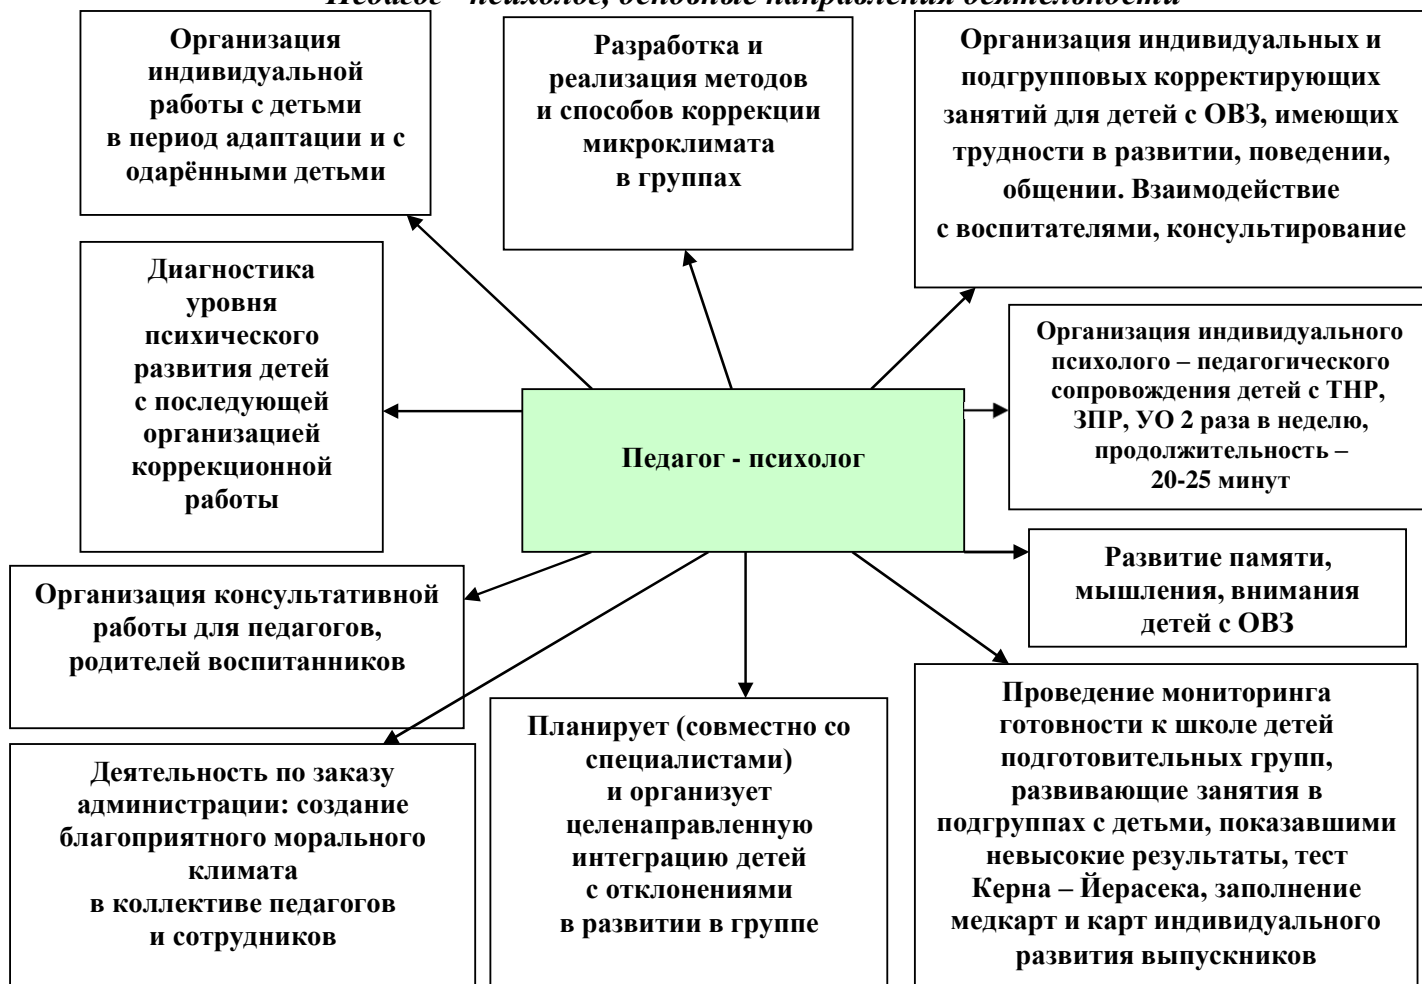 Педагог - психолог, основные направления деятельности
Организация
индивидуальной
работы с детьми
в период адаптации и с
одарёнными детьми
Разработка и
реализация методов
и способов коррекции
микроклимата
в группах
Организация индивидуальных и
подгрупповых корректирующих
занятий для детей с ОВЗ, имеющих
трудности в развитии, поведении,
общении. Взаимодействие
с воспитателями, консультирование
Диагностика
уровня
психического
развития детей
с последующей
организацией
коррекционной
работы
Педагог - психолог
Организация индивидуального
психолого – педагогического
сопровождения детей с ТНР,
ЗПР, УО 2 раза в неделю,
продолжительность –
20-25 минут
Развитие памяти,
мышления, внимания
детей с ОВЗ
Организация консультативной
работы для педагогов,
родителей воспитанников
Деятельность по заказу
администрации: создание
благоприятного морального
климата
в коллективе педагогов
и сотрудников
Планирует (совместно со
специалистами)
и организует
целенаправленную
интеграцию детей
с отклонениями
в развитии в группе
Проведение мониторинга
готовности к школе детей
подготовительных групп,
развивающие занятия в
подгруппах с детьми, показавшими
невысокие результаты, тест
Керна – Йерасека, заполнение
медкарт и карт индивидуального
развития выпускников